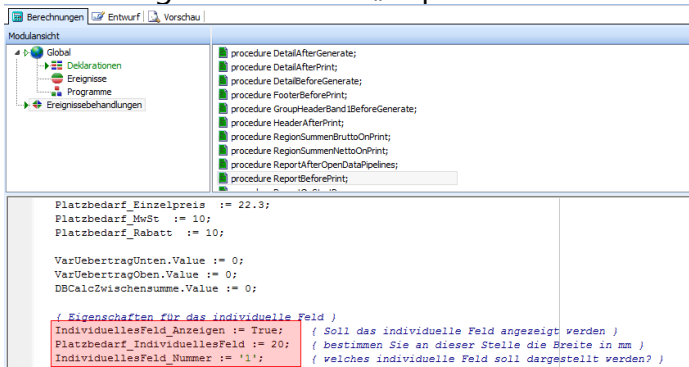 Berechnungen Entwurf Vorschau
Modulansicht
Global
Deklarationen
Ereignisse
Programme
Ereignissebehandlungen
procedure DetailAfterGenerate;
procedure DetailAfterPrint;
procedure DetailBeforeGenerate;
procedure FooterBeforePrint;
procedure GroupHeaderBand1BeforeGenerate;
procedure HeaderAfterPrint;
procedure RegionSummenBruttoOnPrint;
procedure RegionSummenNettoOnPrint;
procedure ReportAfterOpenDataPipelines;
procedure ReportBeforePrint;
Platzbedarf_Einzelpreis := 22.3;
Platzbedarf_MwSt := 10;
Platzbedarf_Rabatt := 10;
VarUebertragUnten.Value := 0;
VarUebertragOben.Value := 0;
DBCalcZwischensumme.Value := 0;
{ Eigenschaften für das individuelle Feld }
IndividuellesFeld_Anzeigen := True; { Soll das individuelle Feld angezeigt werden }
Platzbedarf_IndividuellesFeld := 20; { bestimmen Sie an dieser Stelle die Breite in mm }
IndividuellesFeld_Nummer := '1'; { welches individuelle Feld soll dargestellt werden? }